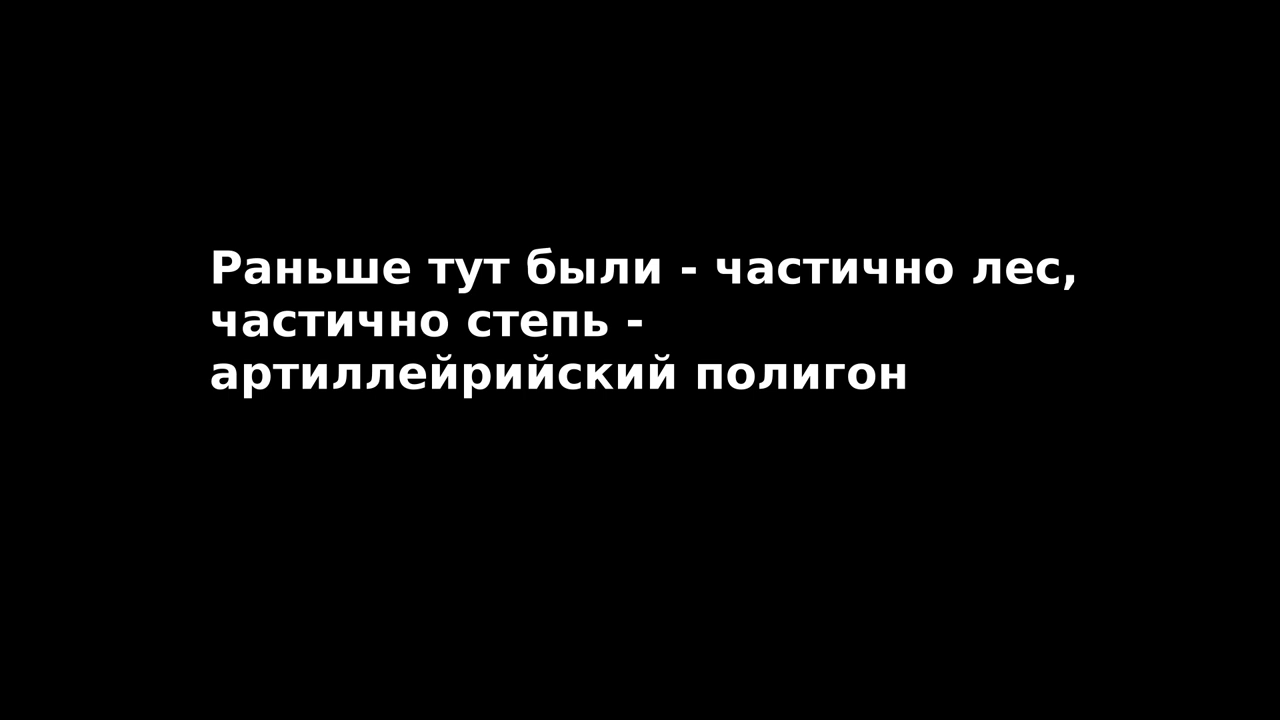 Раньше тут были - частично лес,
частично степь -
артиллейрийский полигон